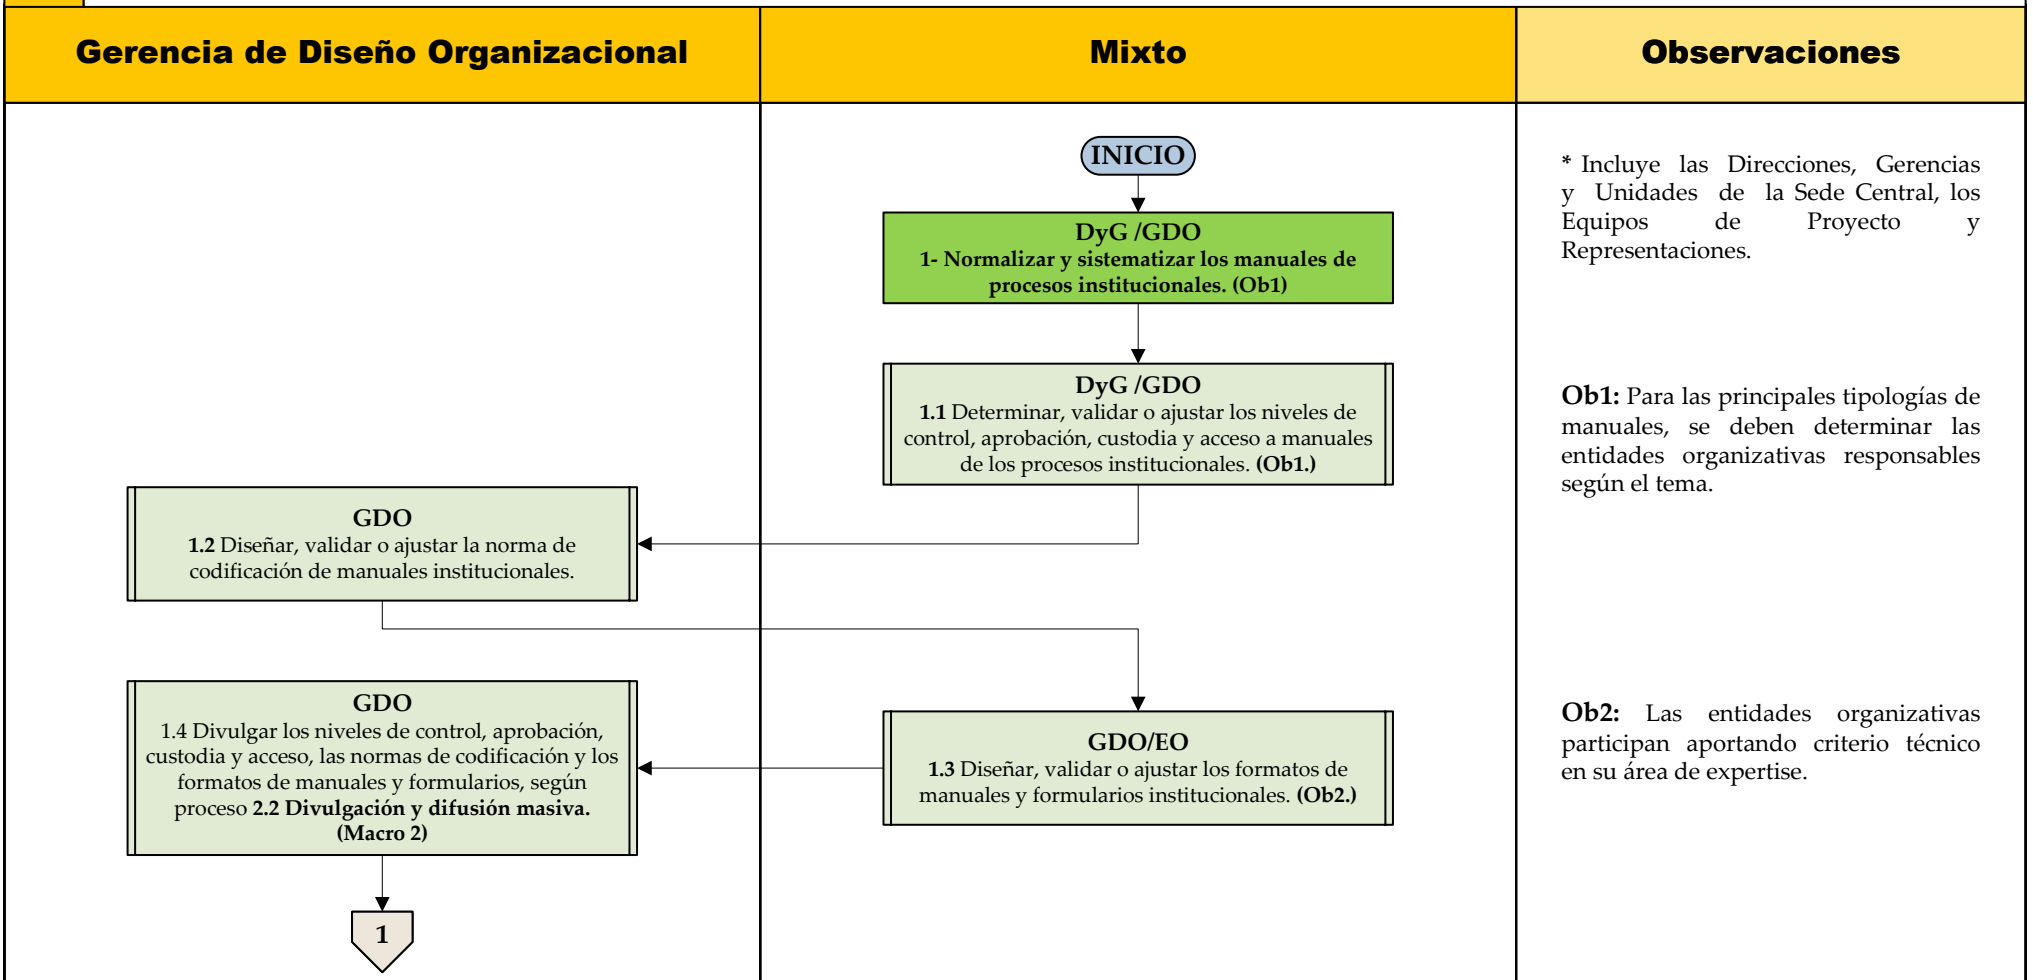 Gerencia de Diseño Organizacional
Mixto
Observaciones
INICIO
DyG /GDO
1- Normalizar y sistematizar los manuales de
procesos institucionales. (Ob1)
DyG /GDO
1.1 Determinar, validar o ajustar los niveles de
control, aprobación, custodia y acceso a manuales
de los procesos institucionales. (Ob1.)
GDO
1.2 Diseñar, validar o ajustar la norma de
codificación de manuales institucionales.
GDO/EO
1.3 Diseñar, validar o ajustar los formatos de
manuales y formularios institucionales. (Ob2.)
GDO
1.4 Divulgar los niveles de control, aprobación,
custodia y acceso, las normas de codificación y los
formatos de manuales y formularios, según
proceso 2.2 Divulgación y difusión masiva.
(Macro 2)
1
* Incluye las Direcciones, Gerencias
y Unidades de la Sede Central, los
Equipos de Proyecto y
Representaciones.
Ob1: Para las principales tipologías de
manuales, se deben determinar las
entidades organizativas responsables
según el tema.
Ob2: Las entidades organizativas
participan aportando criterio técnico
en su área de expertise.